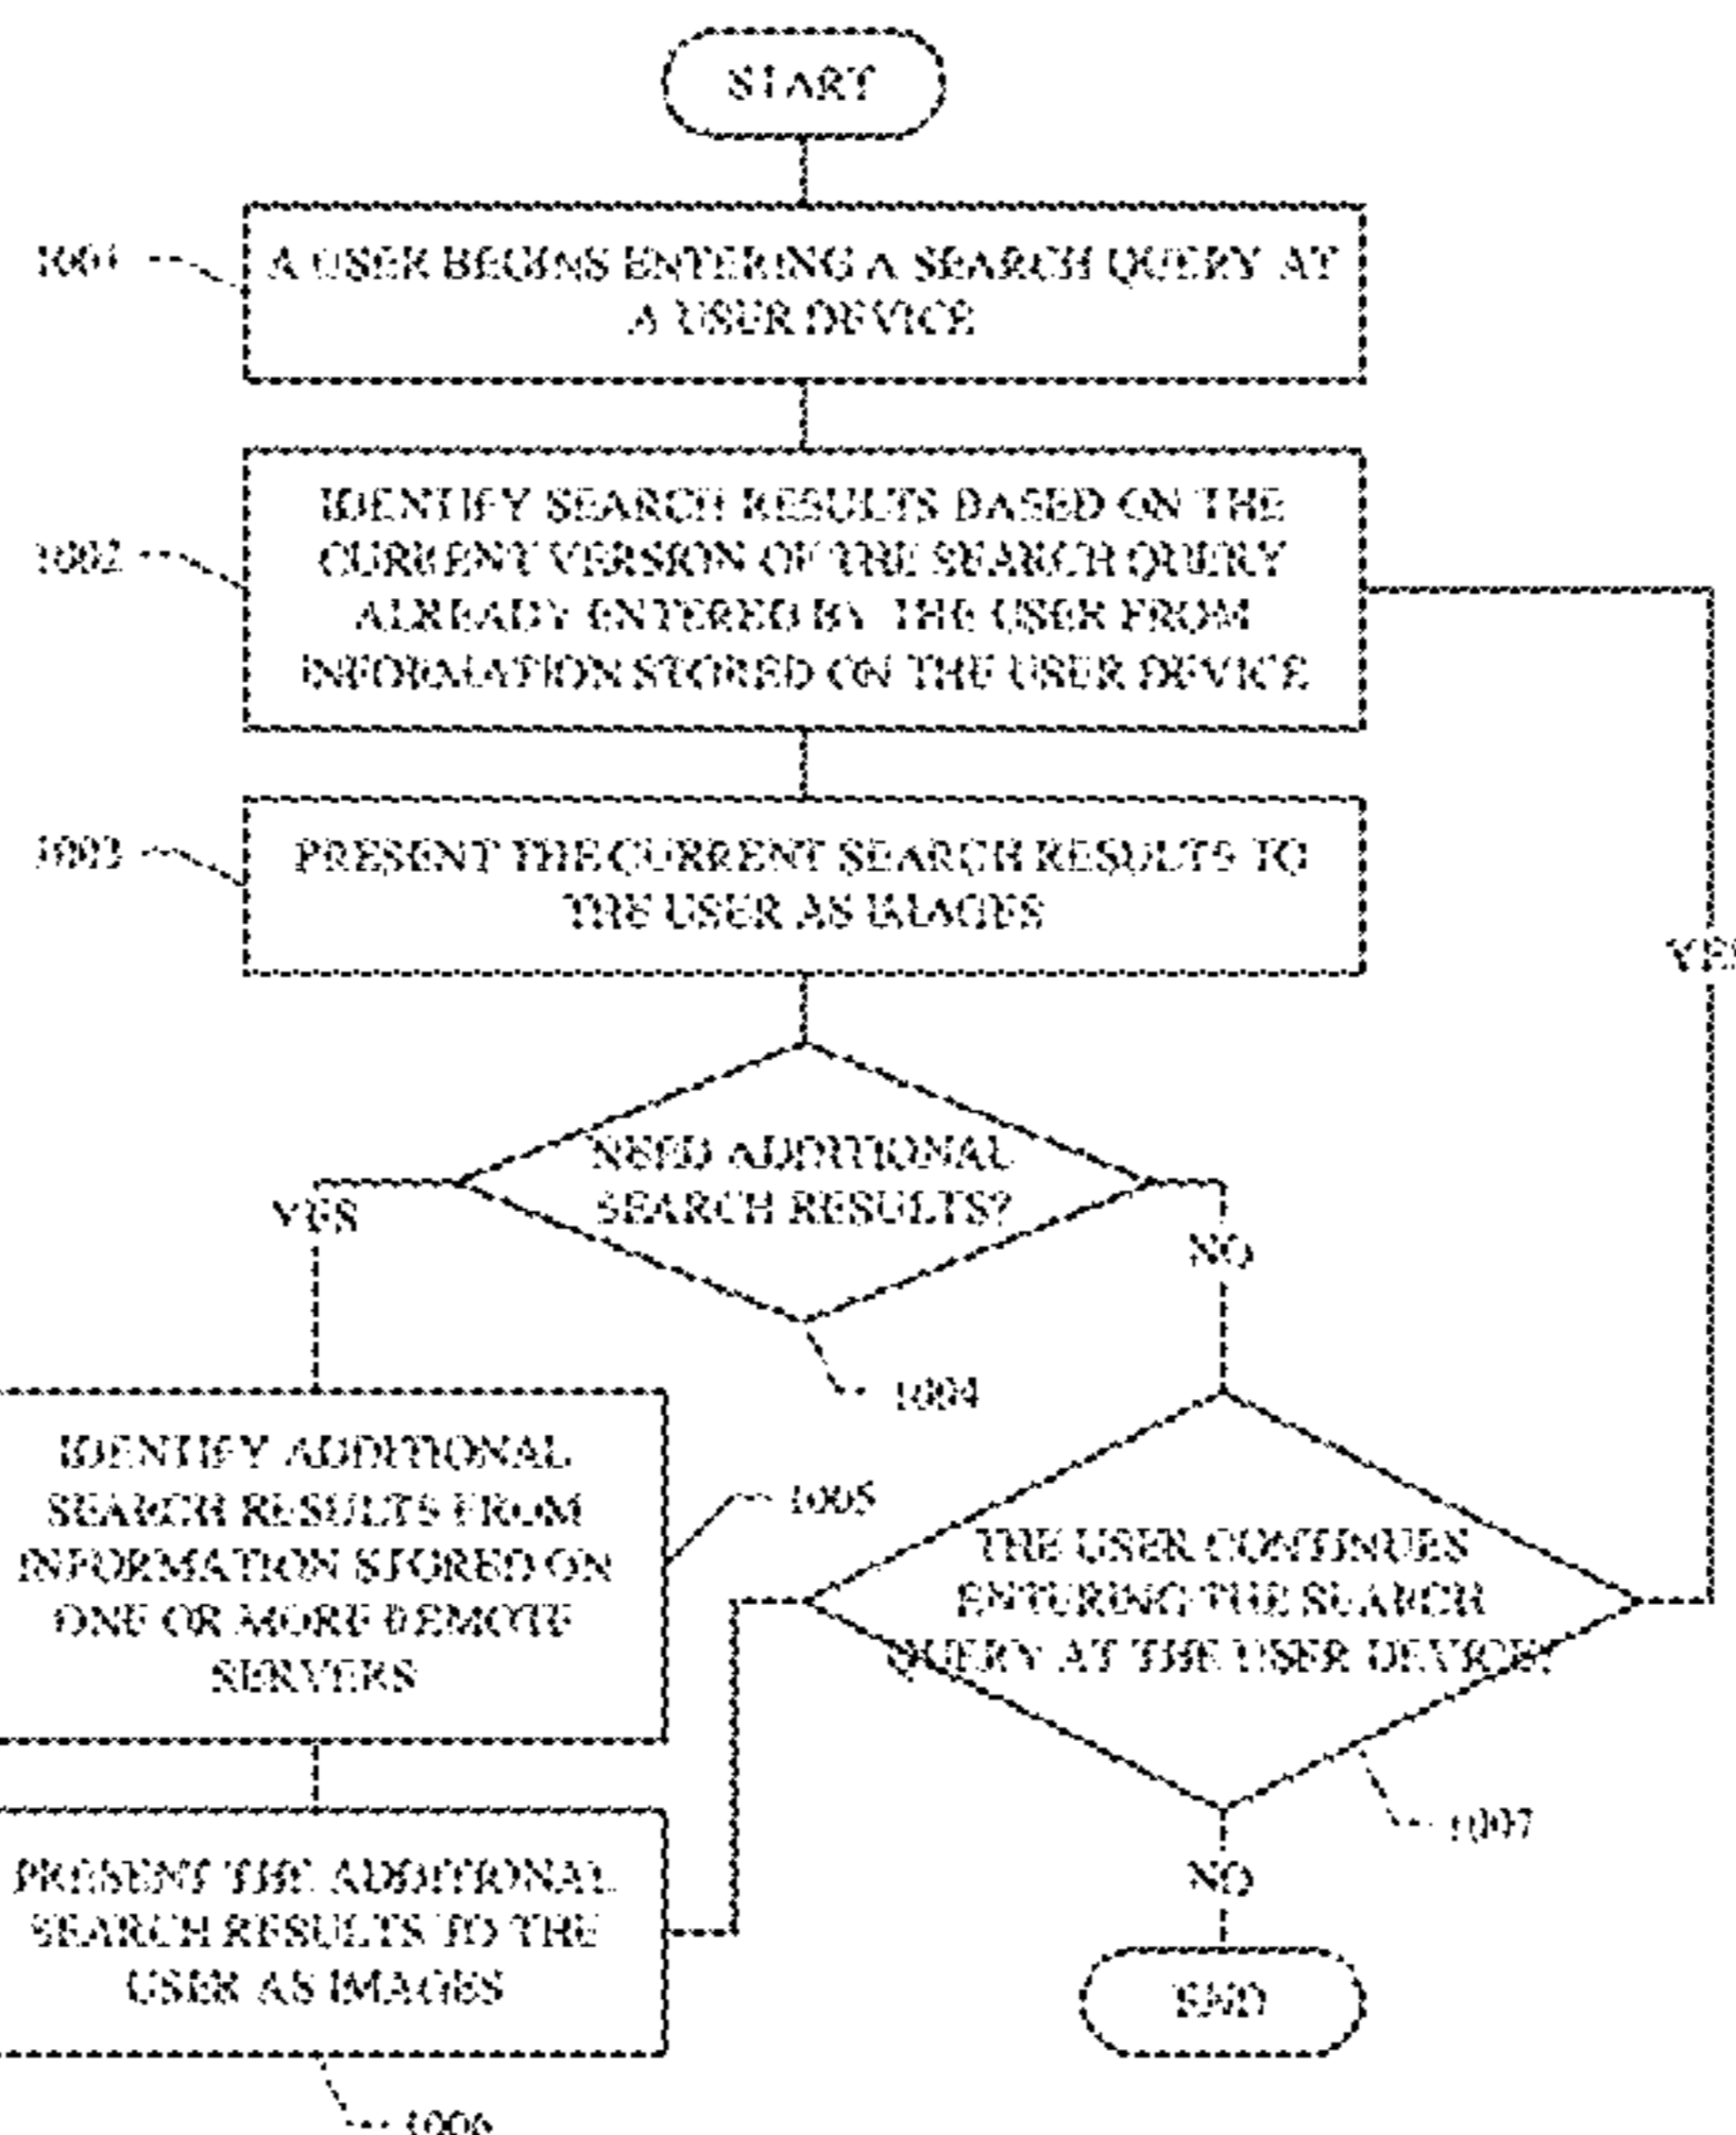 START
1001
A USER BEGINS ENTERING A SEARCH QUERY AT
A USER DEVICE
1002
IDENTIFY SEARCH RESULTS BASED ON THE
CURRENT VERSION OF THE SEARCH QUERY
ALREADY ENTERED BY THE USER FROM
INFORMATION STORED ON THE USER DEVICE
1003
PRESENT THE CURRENT SEARCH RESULTS TO
THE USER AS IMAGES
YES
NEED ADDITIONAL
SEARCH RESULTS?
YES
NO
1004
IDENTIFY ADDITIONAL
SEARCH RESULTS FROM
INFORMATION STORED ON
ONE OR MORE REMOTE
SERVERS
1005
THE USER CONTINUES
ENTERING THE SEARCH
QUERY AT THE USER DEVICE?
1007
PRESENT THE ADDITIONAL
SEARCH RESULTS TO THE
USER AS IMAGES
NO
END
1006